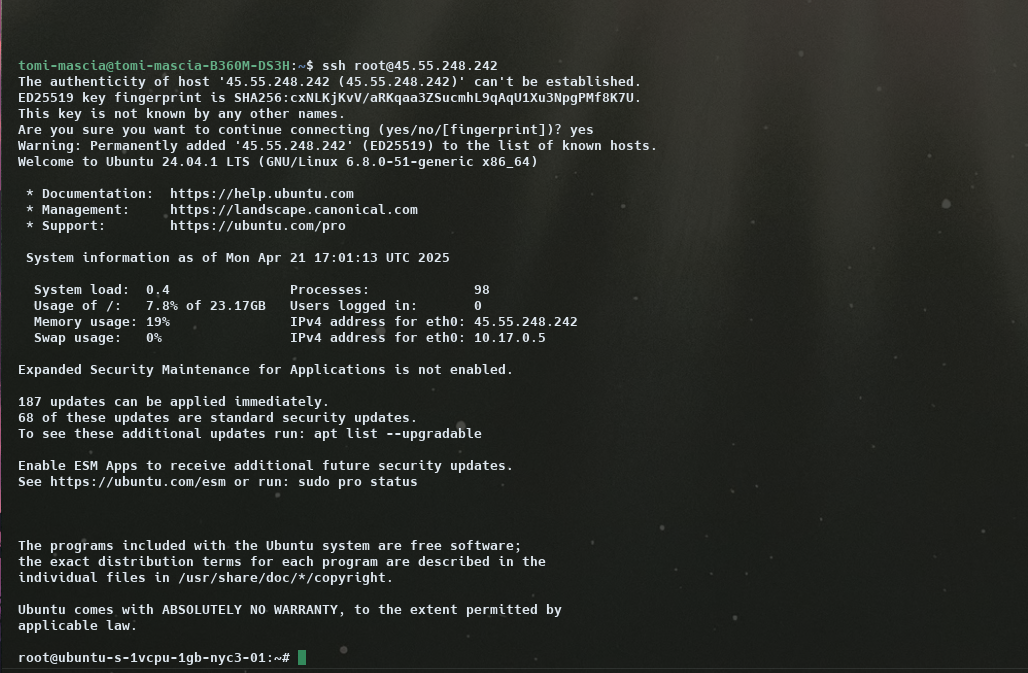 tomi-mascia@tomi-mascia-B360M-DS3H:~$ ssh root@45.55.248.242
The authenticity of host '45.55.248.242 (45.55.248.242)' can't be established.
ED25519 key fingerprint is SHA256:cxNLKjKvV/aRKqaa3ZSucmhL9qAqU1Xu3NpgPMf8K7U.
This key is not known by any other names.
Are you sure you want to continue connecting (yes/no/[fingerprint])? yes
Warning: Permanently added '45.55.248.242' (ED25519) to the list of known hosts.
Welcome to Ubuntu 24.04.1 LTS (GNU/Linux 6.8.0-51-generic x86_64)

 * Documentation:  https://help.ubuntu.com
 * Management:     https://landscape.canonical.com
 * Support:        https://ubuntu.com/pro

 System information as of Mon Apr 21 17:01:13 UTC 2025

  System load:  0.4               Processes:             98
  Usage of /:   7.8% of 23.17GB   Users logged in:       0
  Memory usage: 19%               IPv4 address for eth0: 45.55.248.242
  Swap usage:   0%                IPv4 address for eth0: 10.17.0.5

Expanded Security Maintenance for Applications is not enabled.

187 updates can be applied immediately.
68 of these updates are standard security updates.
To see these additional updates run: apt list --upgradable

Enable ESM Apps to receive additional future security updates.
See https://ubuntu.com/esm or run: sudo pro status

The programs included with the Ubuntu system are free software;
the exact distribution terms for each program are described in the
individual files in /usr/share/doc/*/copyright.

Ubuntu comes with ABSOLUTELY NO WARRANTY, to the extent permitted by
applicable law.

root@ubuntu-s-1vcpu-1gb-nyc3-01:~#